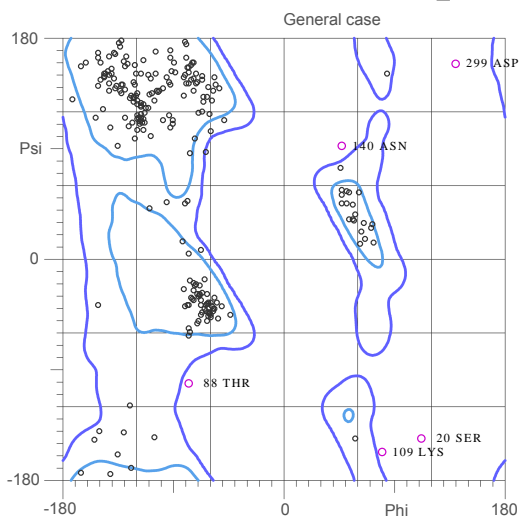 General case
180
299 ASP
Psi
140 ASN
0
88 THR
20 SER
109 LYS
-180
-180
0
Phi
180